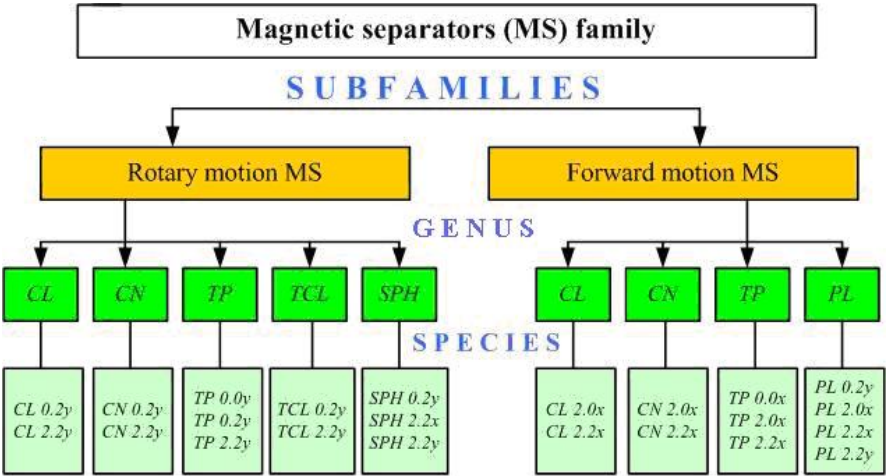 Magnetic separators (MS) family
SUBFAMILIES
Rotary motion MS
Forward motion MS
GENUS
CL
CN
TP
TCL
SPH
CL
CN
TP
PL
SPECIES
CL 0.2y
CL 2.2y
CN 0.2y
CN 2.2y
TP 0.0y
TP 0.2y
TP 2.2y
TCL 0.2y
TCL 2.2y
SPH 0.2y
SPH 2.2x
SPH 2.2y
CL 2.0x
CL 2.2x
CN 2.0x
CN 2.2x
TP 0.0x
TP 2.0x
TP 2.2x
PL 0.2y
PL 2.0x
PL 2.2x
PL 2.2y